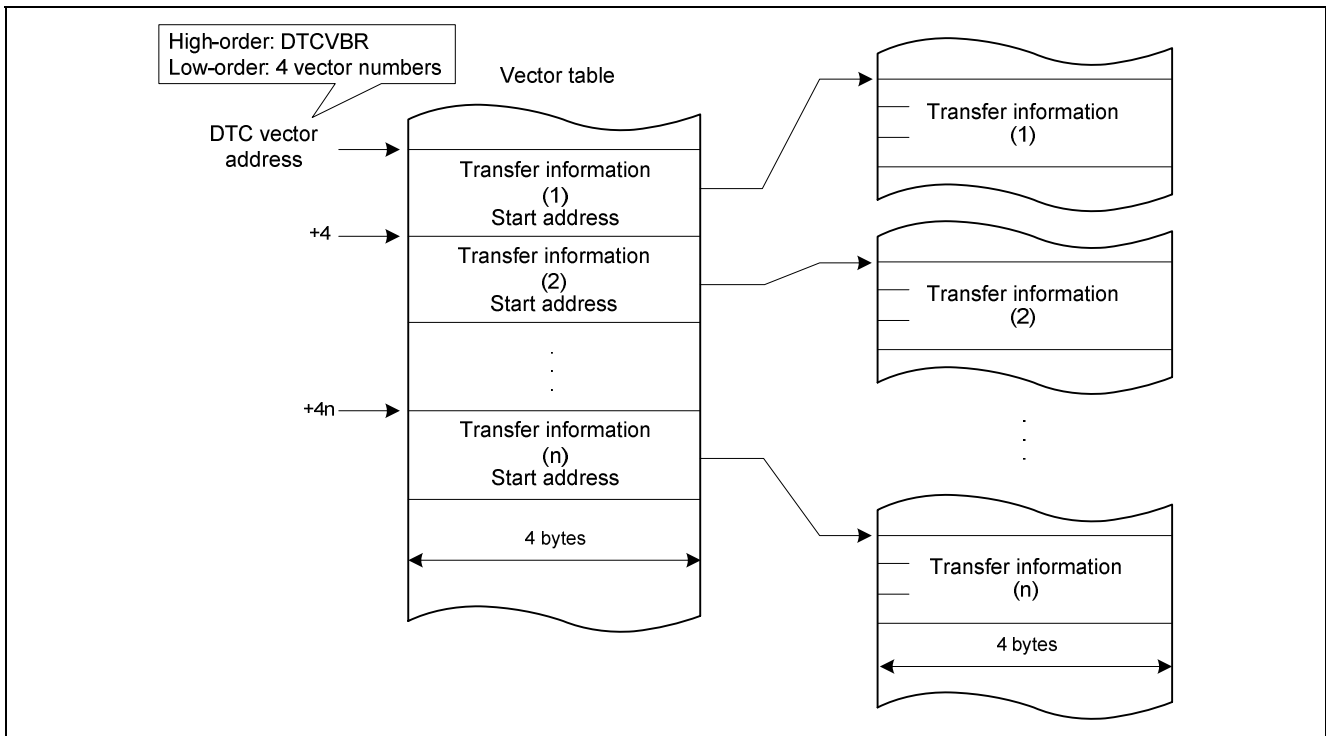 High-order: DTCVBR
Low-order: 4 vector numbers
Vector table
DTC vector
address
Transfer information
(1)
Start address
+4
Transfer information
(2)
Start address
.
.
.
+4n
Transfer information
(n)
Start address
4 bytes
Transfer information
(1)
Transfer information
(2)
.
.
.
Transfer information
(n)
4 bytes